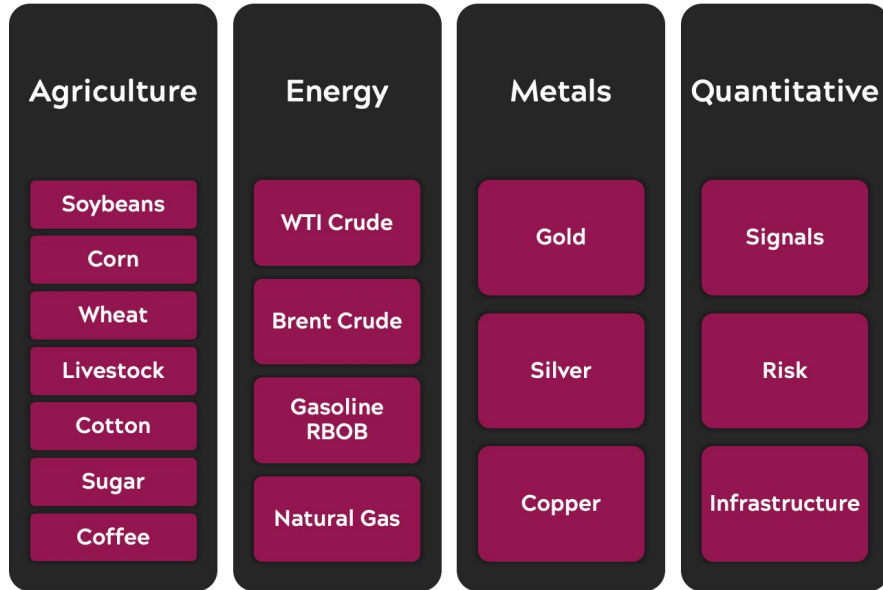 Agriculture
Soybeans
Corn
Wheat
Livestock
Cotton
Sugar
Coffee
Energy
WTI Crude
Brent Crude
Gasoline
RBOB
Natural Gas
Metals
Gold
Silver
Copper
Quantitative
Signals
Risk
Infrastructure